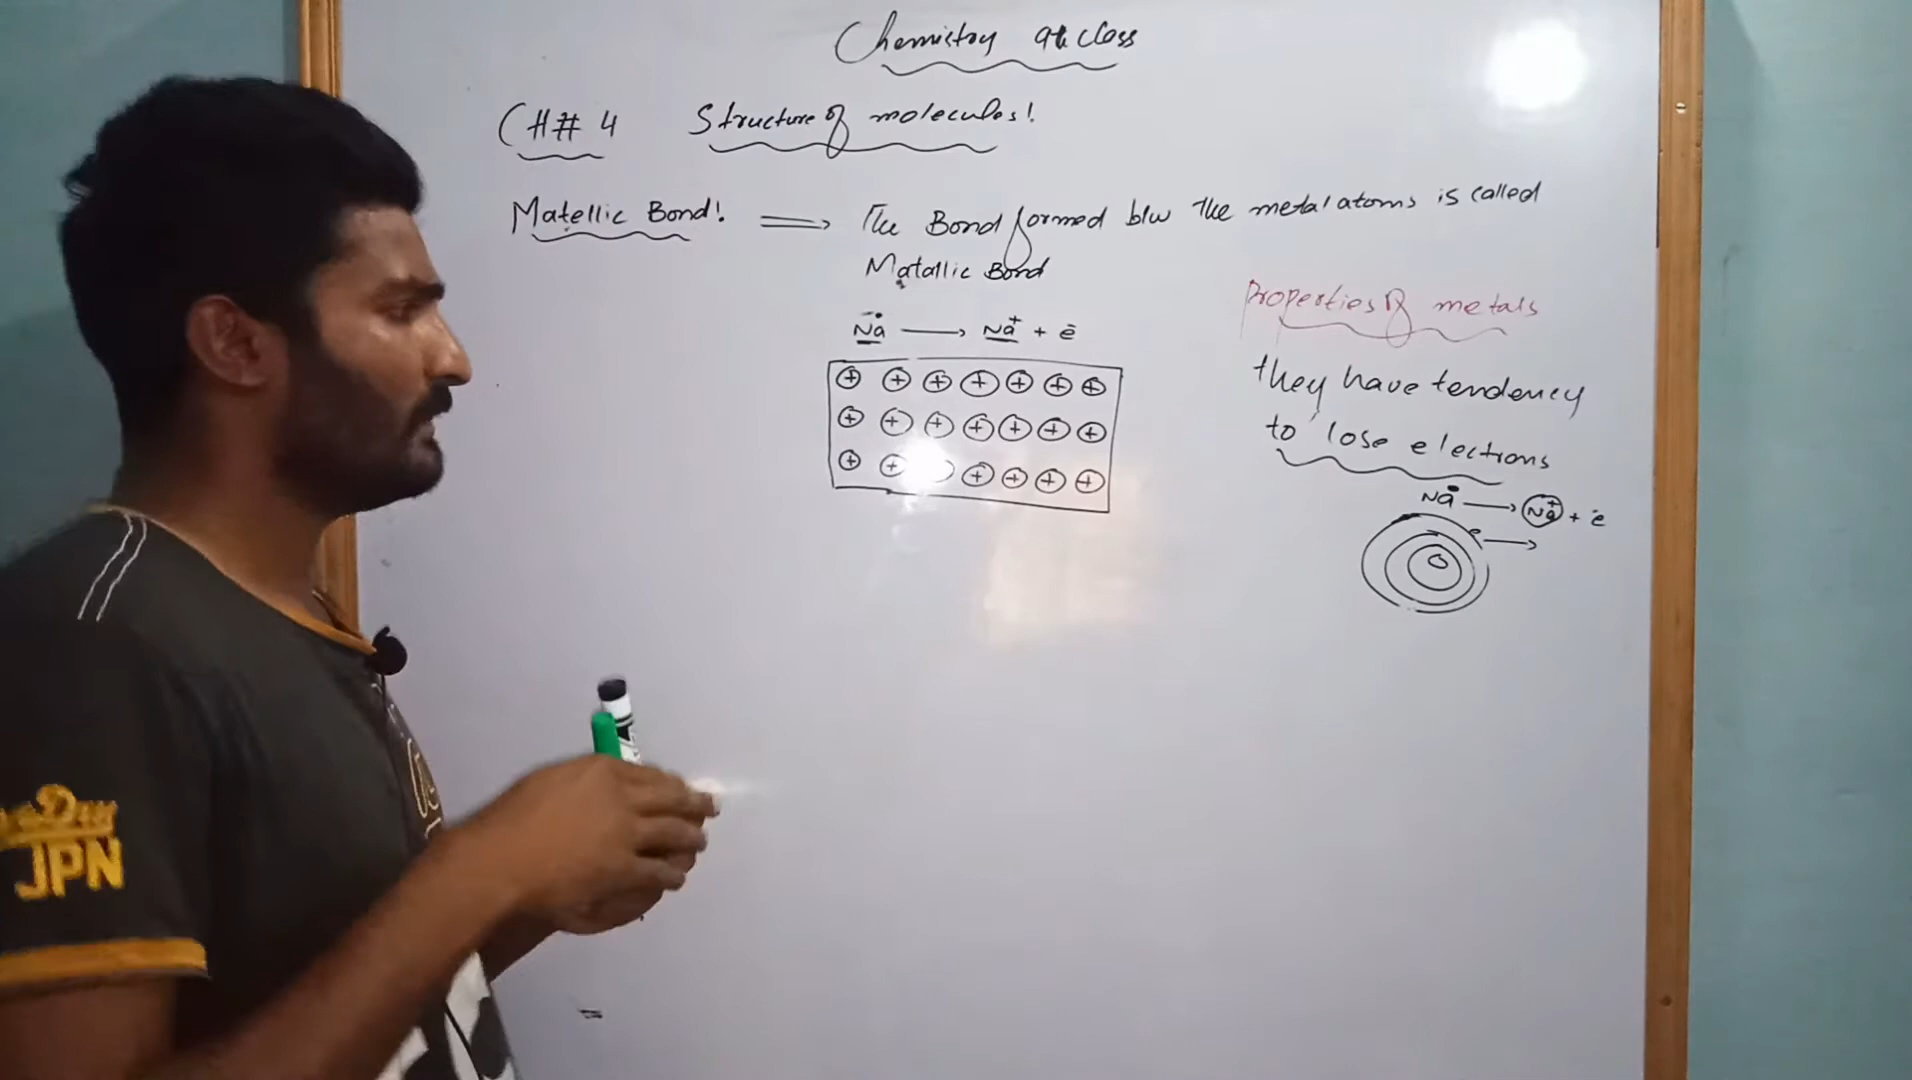 Chemistry 9th class
CH# 4 Structure of molecules!
Matellic Bond! ⟹ The Bond formed b/w the metal atoms is called
Matallic Bond
Na• ⟶ Na⁺ + e⁻
+ + + + + + +
+ + + + + + +
+ + + + + +
Properties of metals
they have tendency
to lose electrons
Na• ⟶ Na⁺ + e⁻
e⁻ ⟶
JPN